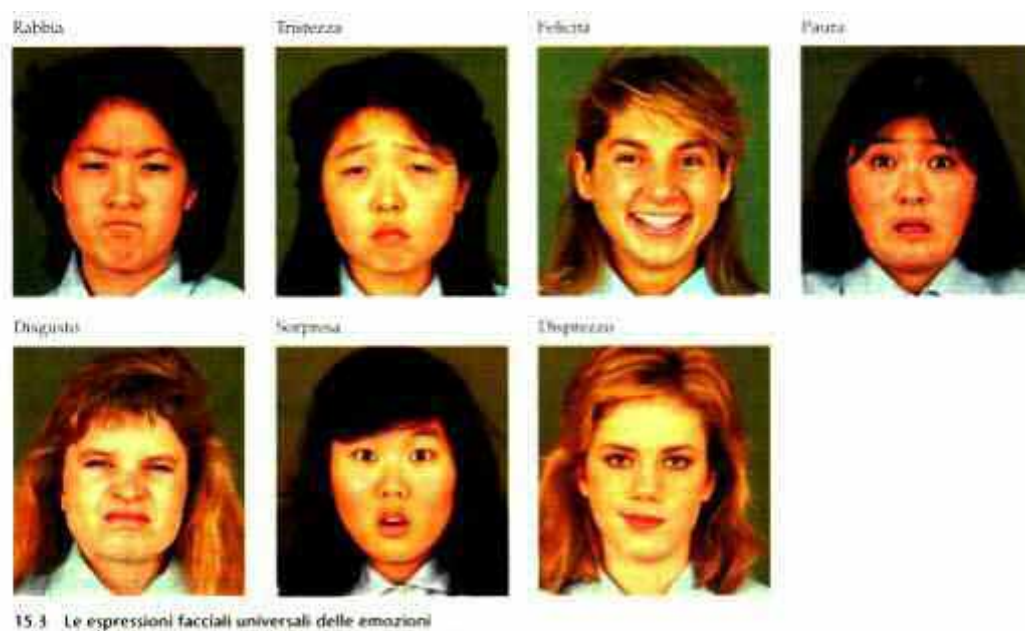 Rabbia Tristezza Felicità Paura
Disgusto Sorpresa Disprezzo
15.3 Le espressioni facciali universali delle emozioni